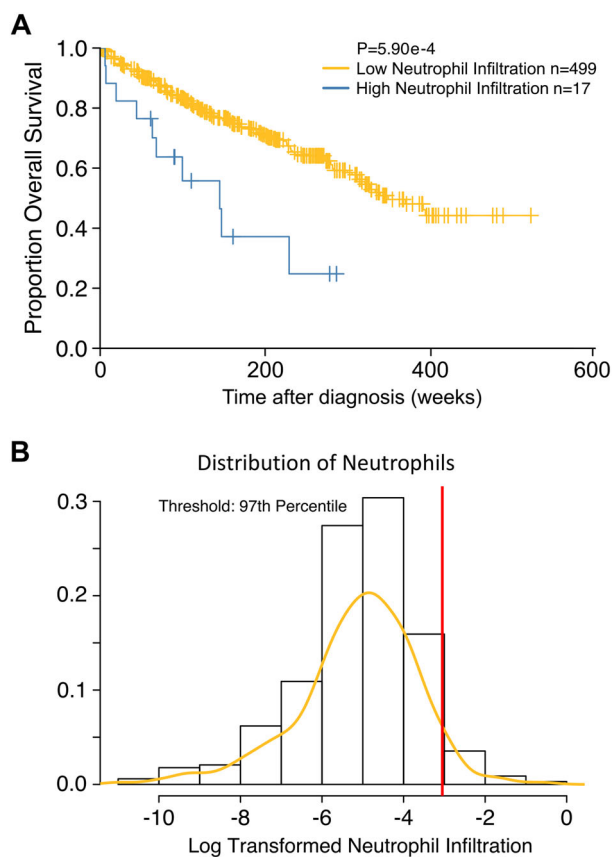 A
P=5.90e-4
Low Neutrophil Infiltration n=499
High Neutrophil Infiltration n=17
Proportion Overall Survival
1.0
0.8
0.6
0.4
0.2
0.0
0 200 400 600
Time after diagnosis (weeks)
B
Distribution of Neutrophils
Threshold: 97th Percentile
0.3
0.2
0.1
0.0
-10 -8 -6 -4 -2 0
Log Transformed Neutrophil Infiltration